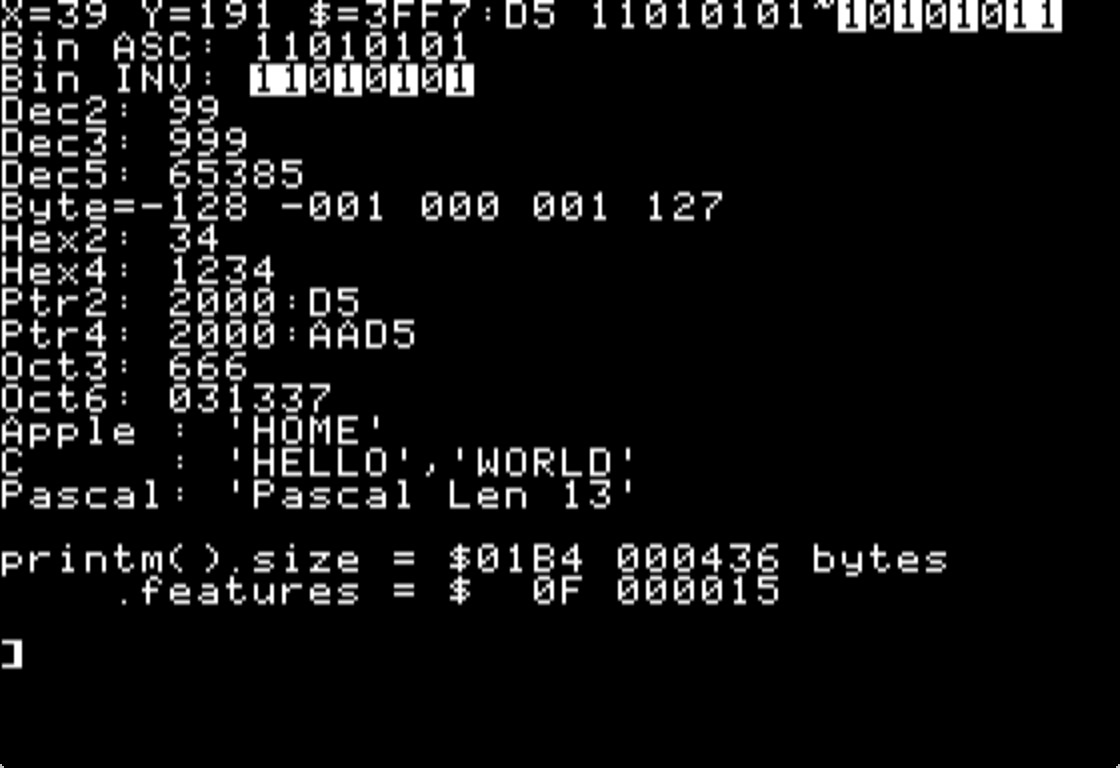 X=39 Y=191 $=3FF7:D5 11010101~10101011
Bin ASC: 11010101
Bin INV: 11010101
Dec2: 99
Dec3: 999
Dec5: 65385
Byte=-128 -001 000 001 127
Hex2: 34
Hex4: 1234
Ptr2: 2000:D5
Ptr4: 2000:AAD5
Oct3: 666
Oct6: 031337
Apple : 'HOME'
C : 'HELLO','WORLD'
Pascal: 'Pascal Len 13'
printm().size = $01B4 000436 bytes
.features = $ 0F 000015
]